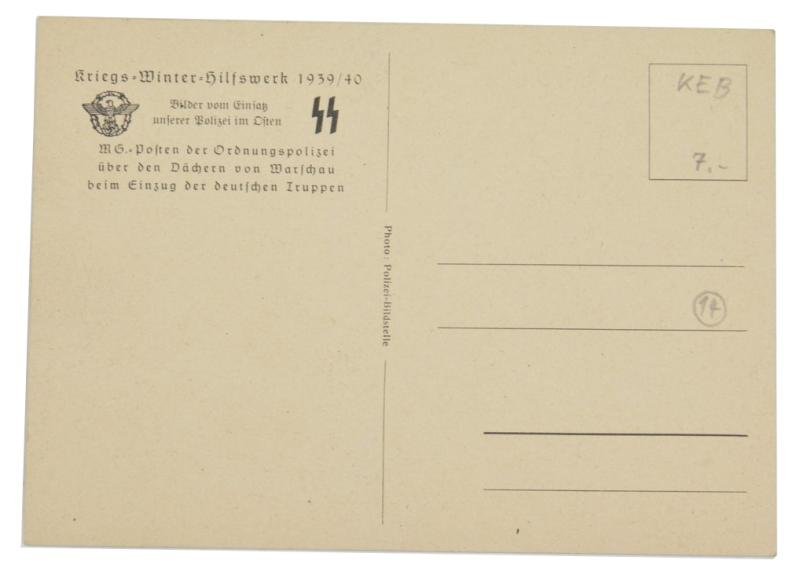 Kriegs-Winter-Hilfswerk 1939/40
Bilder vom Einsatz
unserer Polizei im Osten
MG.-Posten der Ordnungspolizei
über den Dächern von Warschau
beim Einzug der deutschen Truppen
Photo: Polizei-Bildstelle
KEB
7.-
14